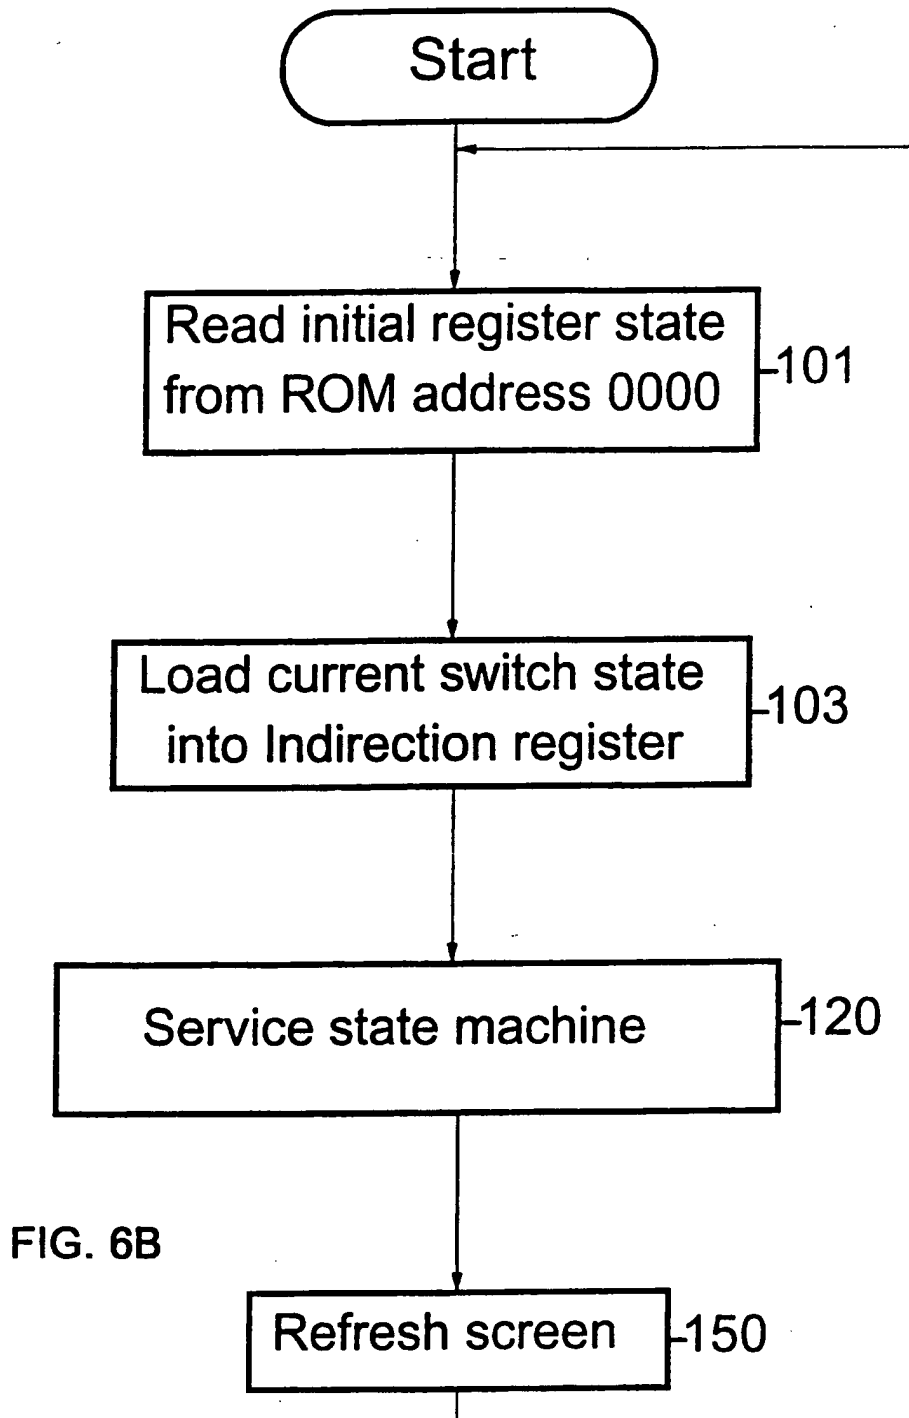 Start
Read initial register state
from ROM address 0000
101
Load current switch state
into Indirection register
103
Service state machine
120
FIG. 6B
Refresh screen
150